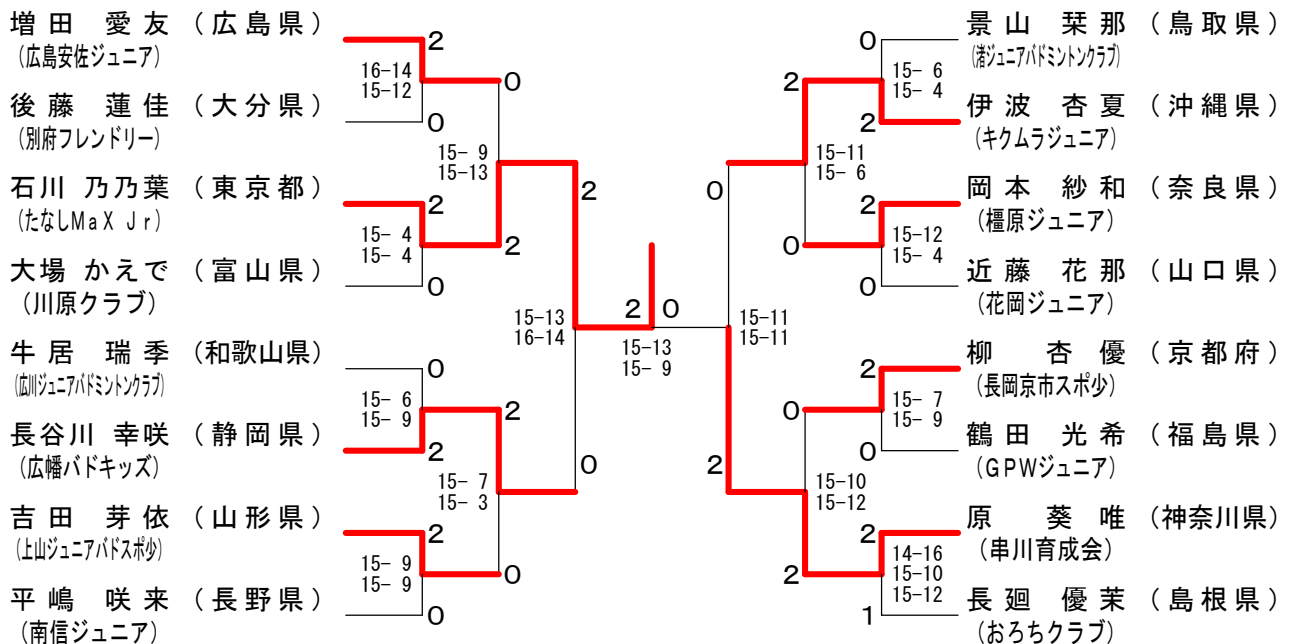 増田 愛友 （広島県）
（広島安佐ジュニア）
後藤 蓮佳 （大分県）
（別府フレンドリー）
石川 乃乃葉 （東京都）
（たなしＭａＸ Ｊｒ）
大場 かえで （富山県）
（川原クラブ）
牛居 瑞季 （和歌山県）
（広川ジュニアバドミントンクラブ）
長谷川 幸咲 （静岡県）
（広幡バドキッズ）
吉田 芽依 （山形県）
（上山ジュニアバドスポ少）
平嶋 咲来 （長野県）
（南信ジュニア）
2
16-14
15-12
0
0
15- 9
15-13
2
15- 4
15- 4
0
2
2
0
15- 6
15- 9
2
2
15- 7
15- 3
2
15- 9
15- 9
0
0
0
15-13
16-14
2
0
15-13
15- 9
15-11
15-11
0
2
2
15-11
15- 6
0
0
15-10
15-12
2
0
15- 6
15- 4
2
2
15-12
15- 4
0
2
15- 7
15- 9
0
2
14-16
15-10
15-12
1
景山 栞那 （鳥取県）
（渚ジュニアバドミントンクラブ）
伊波 杏夏 （沖縄県）
（キクムラジュニア）
岡本 紗和 （奈良県）
（橿原ジュニア）
近藤 花那 （山口県）
（花岡ジュニア）
柳 杏優 （京都府）
（長岡京市スポ少）
鶴田 光希 （福島県）
（ＧＰＷジュニア）
原 葵唯 （神奈川県）
（串川育成会）
長廻 優茉 （島根県）
（おろちクラブ）